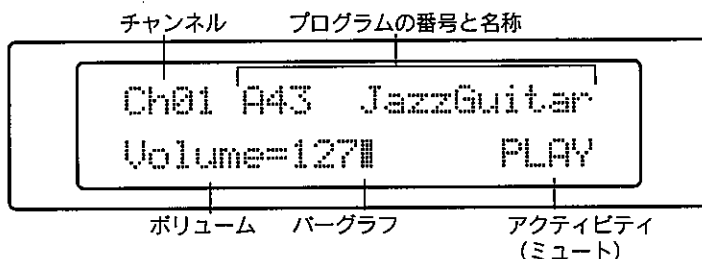 チャンネル プログラムの番号と名称
Ch01 A43 JazzGuitar
Volume=127 PLAY
ボリューム バーグラフ アクティビティ
(ミュート)